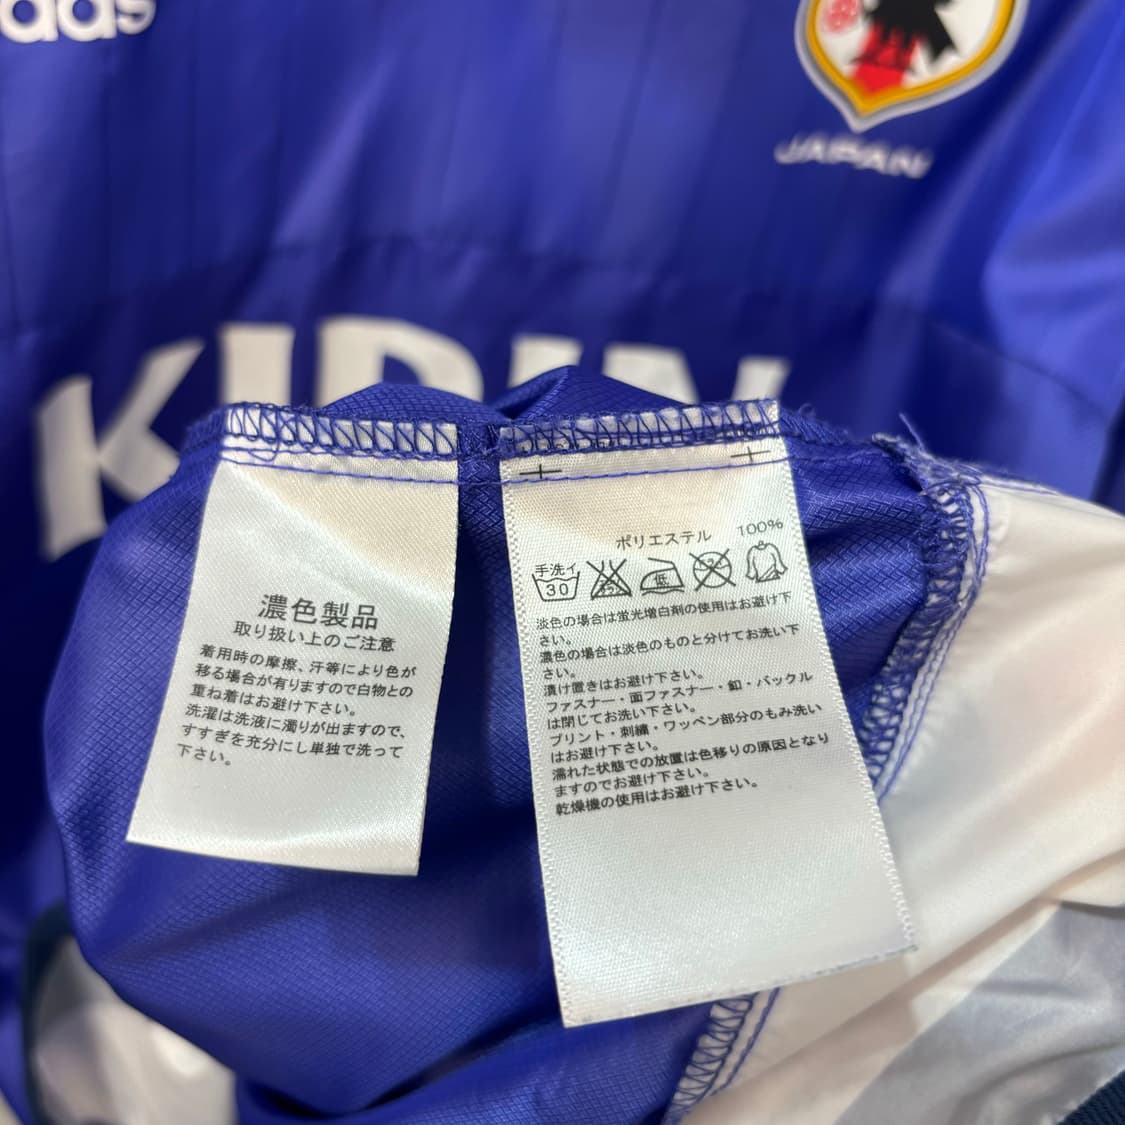 adas
JAPAN
KIRIN
濃色製品
取り扱い上のご注意
着用時の摩擦、汗等により色が
移る場合が有りますので白物との
重ね着はお避け下さい。
洗濯は洗液に濁りが出ますので、
すすぎを充分にし単独で洗って
下さい。
ポリエステル 100%
手洗イ
30
低
淡色の場合は蛍光増白剤の使用はお避け下
さい。
濃色の場合は淡色のものと分けてお洗い下
さい。
漬け置きはお避け下さい。
ファスナー・面ファスナー・釦・バックル
は閉じてお洗い下さい。
プリント・刺繍・ワッペン部分のもみ洗い
はお避け下さい。
濡れた状態での放置は色移りの原因となり
ますのでお避け下さい。
乾燥機の使用はお避け下さい。